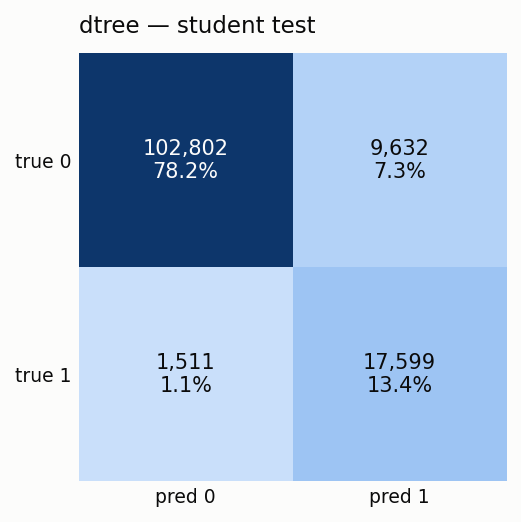 dtree — student test
true 0
102,802
78.2%
9,632
7.3%
true 1
1,511
1.1%
17,599
13.4%
pred 0
pred 1